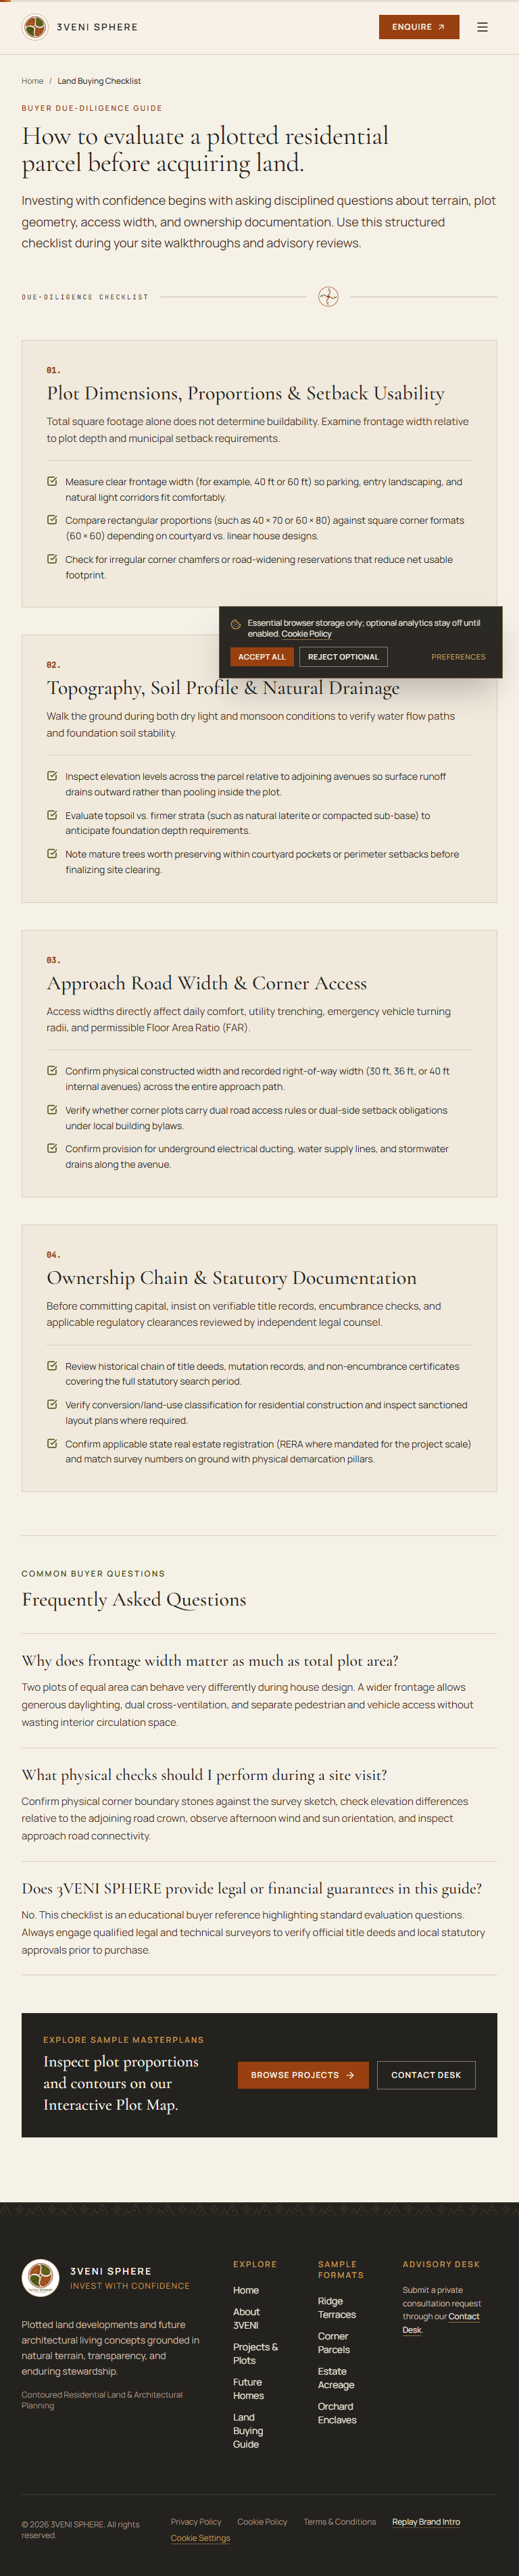 3VENI SPHERE
ENQUIRE
Home / Land Buying Checklist
BUYER DUE-DILIGENCE GUIDE
How to evaluate a plotted residential
parcel before acquiring land.
Investing with confidence begins with asking disciplined questions about terrain, plot
geometry, access width, and ownership documentation. Use this structured
checklist during your site walkthroughs and advisory reviews.
DUE-DILIGENCE CHECKLIST
01.
Plot Dimensions, Proportions & Setback Usability
Total square footage alone does not determine buildability. Examine frontage width relative
to plot depth and municipal setback requirements.
Measure clear frontage width (for example, 40 ft or 60 ft) so parking, entry landscaping, and
natural light corridors fit comfortably.
Compare rectangular proportions (such as 40 × 70 or 60 × 80) against square corner formats
(60 × 60) depending on courtyard vs. linear house designs.
Check for irregular corner chamfers or road-widening reservations that reduce net usable
footprint.
Essential browser storage only; optional analytics stay off until
enabled. Cookie Policy
ACCEPT ALL
REJECT OPTIONAL
PREFERENCES
02.
Topography, Soil Profile & Natural Drainage
Walk the ground during both dry light and monsoon conditions to verify water flow paths
and foundation soil stability.
Inspect elevation levels across the parcel relative to adjoining avenues so surface runoff
drains outward rather than pooling inside the plot.
Evaluate topsoil vs. firmer strata (such as natural laterite or compacted sub-base) to
anticipate foundation depth requirements.
Note mature trees worth preserving within courtyard pockets or perimeter setbacks before
finalizing site clearing.
03.
Approach Road Width & Corner Access
Access widths directly affect daily comfort, utility trenching, emergency vehicle turning
radii, and permissible Floor Area Ratio (FAR).
Confirm physical constructed width and recorded right-of-way width (30 ft, 36 ft, or 40 ft
internal avenues) across the entire approach path.
Verify whether corner plots carry dual road access rules or dual-side setback obligations
under local building bylaws.
Confirm provision for underground electrical ducting, water supply lines, and stormwater
drains along the avenue.
04.
Ownership Chain & Statutory Documentation
Before committing capital, insist on verifiable title records, encumbrance checks, and
applicable regulatory clearances reviewed by independent legal counsel.
Review historical chain of title deeds, mutation records, and non-encumbrance certificates
covering the full statutory search period.
Verify conversion/land-use classification for residential construction and inspect sanctioned
layout plans where required.
Confirm applicable state real estate registration (RERA where mandated for the project scale)
and match survey numbers on ground with physical demarcation pillars.
COMMON BUYER QUESTIONS
Frequently Asked Questions
Why does frontage width matter as much as total plot area?
Two plots of equal area can behave very differently during house design. A wider frontage allows
generous daylighting, dual cross-ventilation, and separate pedestrian and vehicle access without
wasting interior circulation space.
What physical checks should I perform during a site visit?
Confirm physical corner boundary stones against the survey sketch, check elevation differences
relative to the adjoining road crown, observe afternoon wind and sun orientation, and inspect
approach road connectivity.
Does 3VENI SPHERE provide legal or financial guarantees in this guide?
No. This checklist is an educational buyer reference highlighting standard evaluation questions.
Always engage qualified legal and technical surveyors to verify official title deeds and local statutory
approvals prior to purchase.
EXPLORE SAMPLE MASTERPLANS
Inspect plot proportions
and contours on our
Interactive Plot Map.
BROWSE PROJECTS
CONTACT DESK
3VENI SPHERE
INVEST WITH CONFIDENCE
Plotted land developments and future
architectural living concepts grounded in
natural terrain, transparency, and
enduring stewardship.
Contoured Residential Land & Architectural
Planning
EXPLORE
Home
About
3VENI
Projects &
Plots
Future
Homes
Land
Buying
Guide
SAMPLE
FORMATS
Ridge
Terraces
Corner
Parcels
Estate
Acreage
Orchard
Enclaves
ADVISORY DESK
Submit a private
consultation request
through our Contact
Desk.
© 2026 3VENI SPHERE. All rights
reserved.
Privacy Policy
Cookie Policy
Terms & Conditions
Replay Brand Intro
Cookie Settings